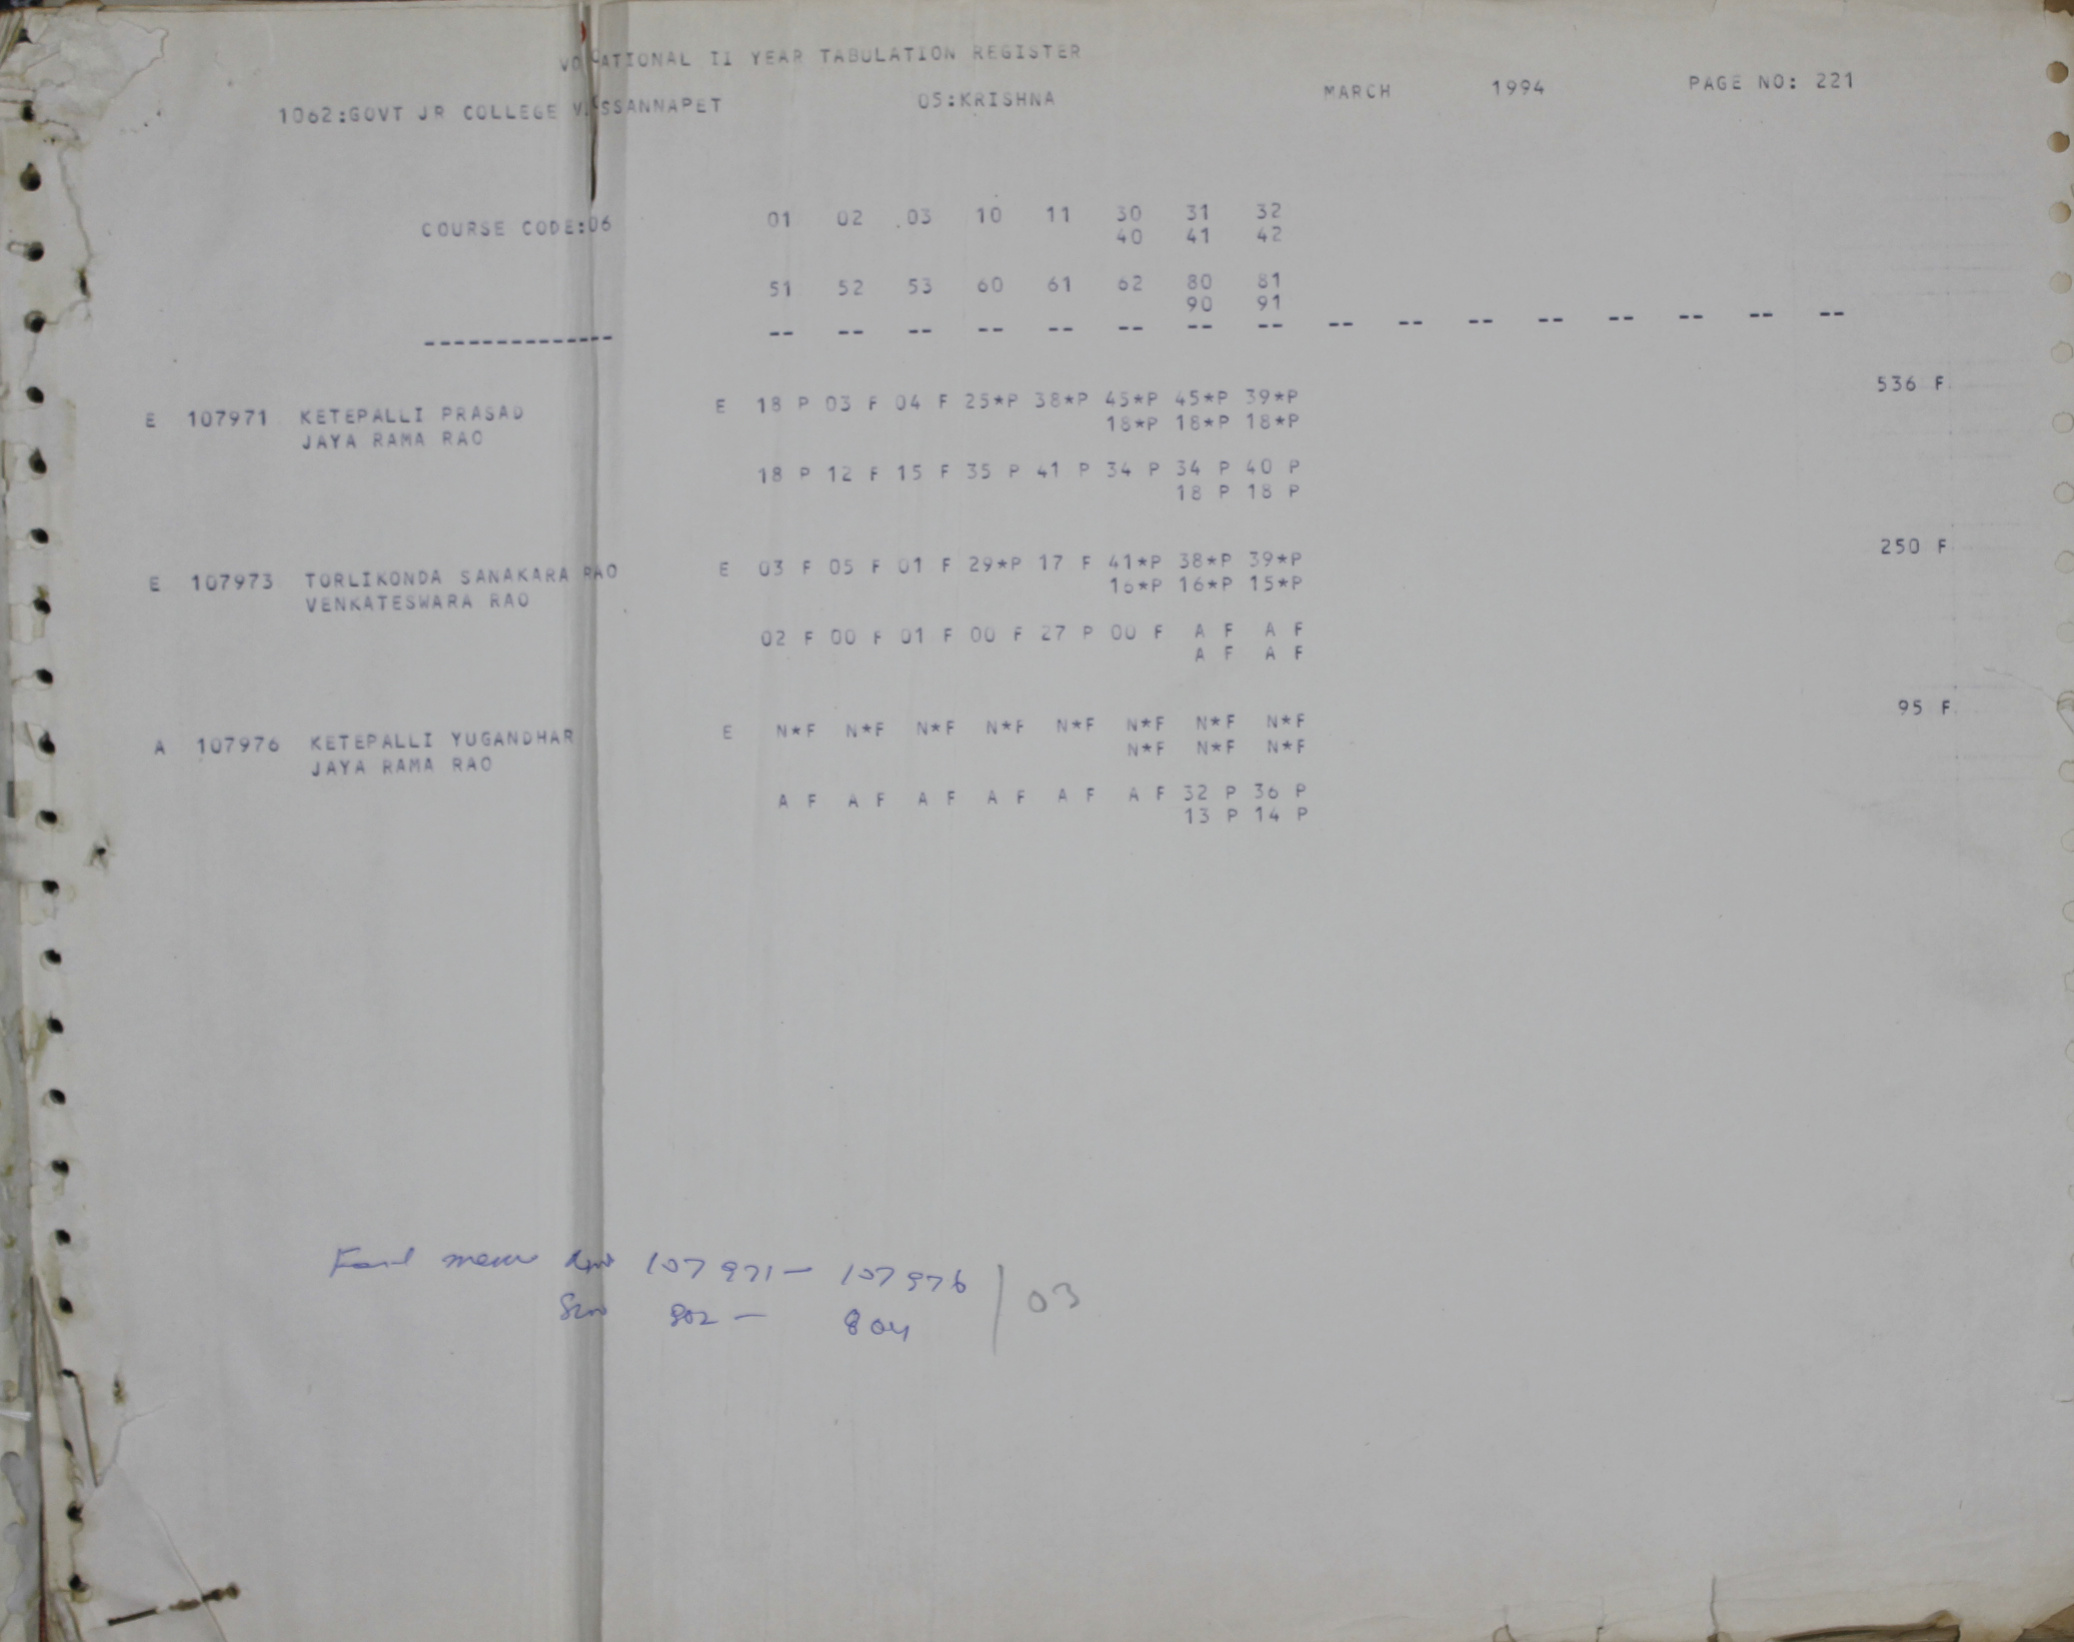 VOCATIONAL II YEAR TABULATION REGISTER
1062:GOVT JR COLLEGE V.SSANNAPET 05:KRISHNA MARCH 1994 PAGE NO: 221
COURSE CODE:06 01 02 03 10 11 30 31 32
40 41 42
51 52 53 60 61 62 80 81
90 91
-------------- -- -- -- -- -- -- -- -- -- -- -- -- -- -- -- --
E 107971 KETEPALLI PRASAD E 18 P 03 F 04 F 25*P 38*P 45*P 45*P 39*P 536 F
JAYA RAMA RAO 18*P 18*P 18*P
18 P 12 F 15 F 35 P 41 P 34 P 34 P 40 P
18 P 18 P
E 107973 TORLIKONDA SANAKARA RAO E 03 F 05 F 01 F 29*P 17 F 41*P 38*P 39*P 250 F
VENKATESWARA RAO 16*P 16*P 15*P
02 F 00 F 01 F 00 F 27 P 00 F A F A F
A F A F
A 107976 KETEPALLI YUGANDHAR E N*F N*F N*F N*F N*F N*F N*F N*F 95 F
JAYA RAMA RAO N*F N*F N*F
A F A F A F A F A F A F 32 P 36 P
13 P 14 P
107971 - 107976
802 - 804 / 03